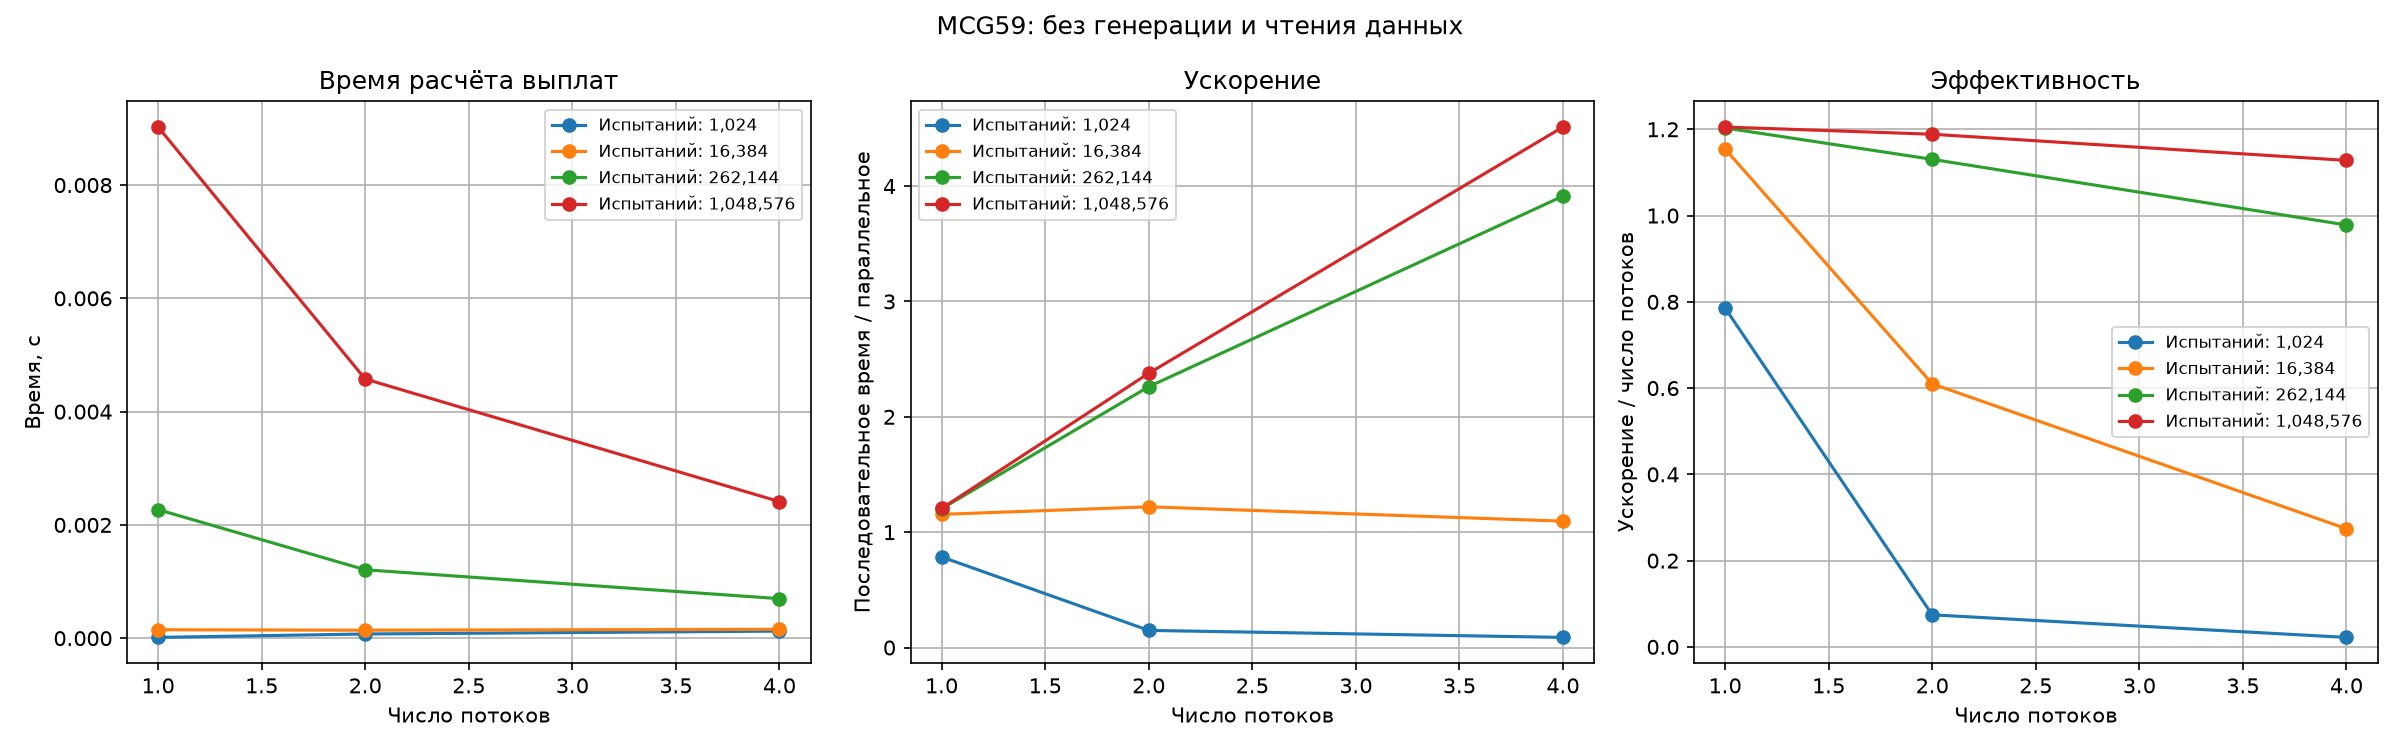 MCG59: без генерации и чтения данных
Время расчёта выплат
Время, с
0.008
0.006
0.004
0.002
0.000
1.0 1.5 2.0 2.5 3.0 3.5 4.0
Число потоков
Испытаний: 1,024
Испытаний: 16,384
Испытаний: 262,144
Испытаний: 1,048,576
Ускорение
Последовательное время / параллельное
4
3
2
1
0
1.0 1.5 2.0 2.5 3.0 3.5 4.0
Число потоков
Испытаний: 1,024
Испытаний: 16,384
Испытаний: 262,144
Испытаний: 1,048,576
Эффективность
Ускорение / число потоков
1.2
1.0
0.8
0.6
0.4
0.2
0.0
1.0 1.5 2.0 2.5 3.0 3.5 4.0
Число потоков
Испытаний: 1,024
Испытаний: 16,384
Испытаний: 262,144
Испытаний: 1,048,576